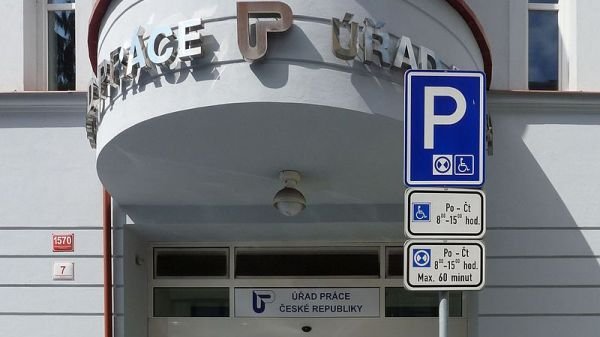 PRÁCE
ÚŘAD
P
Po - Čt
8⁰⁰-15⁰⁰ hod.
Po - Čt
8⁰⁰-15⁰⁰ hod.
Max. 60 minut
1570
7
ÚŘAD PRÁCE
ČESKÉ REPUBLIKY